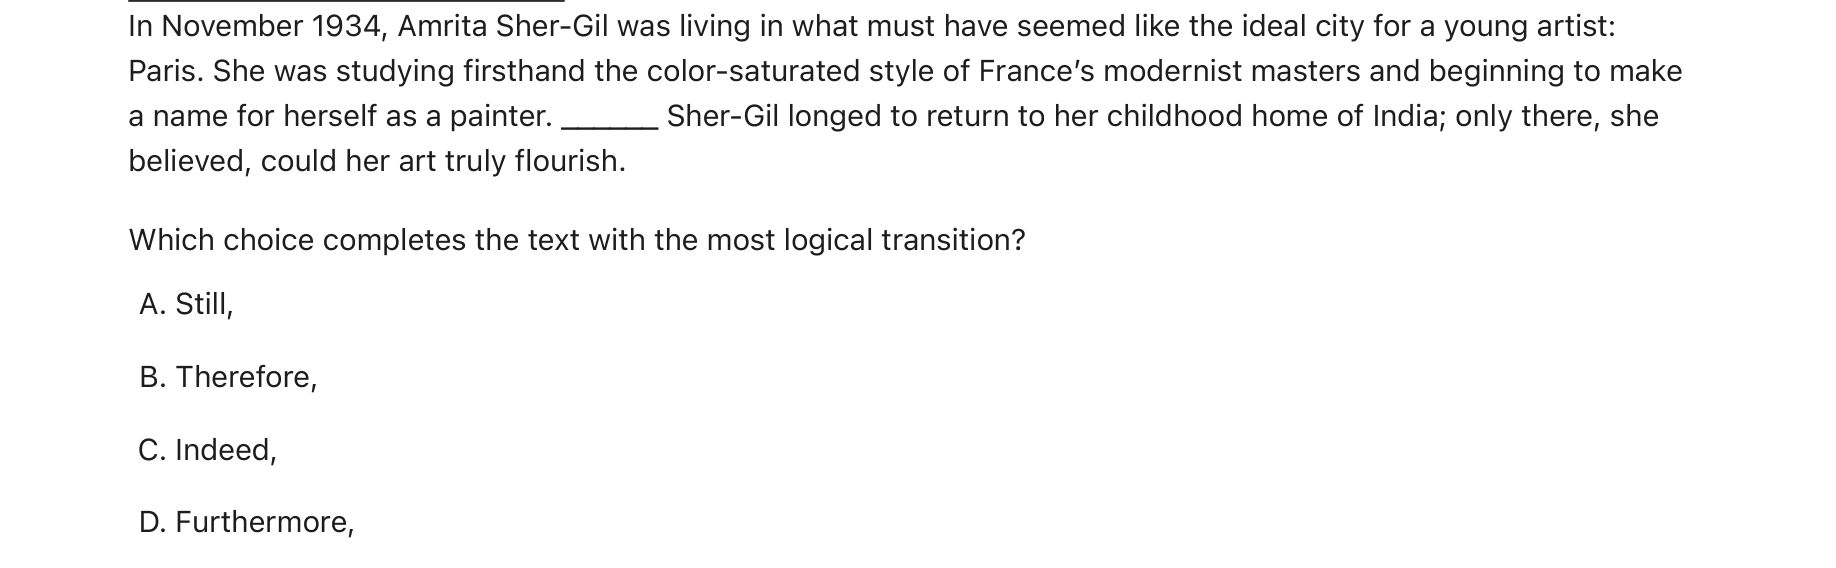 In November 1934, Amrita Sher-Gil was living in what must have seemed like the ideal city for a young artist:
Paris. She was studying firsthand the color-saturated style of France’s modernist masters and beginning to make
a name for herself as a painter. ______ Sher-Gil longed to return to her childhood home of India; only there, she
believed, could her art truly flourish.
Which choice completes the text with the most logical transition?
A. Still,
B. Therefore,
C. Indeed,
D. Furthermore,